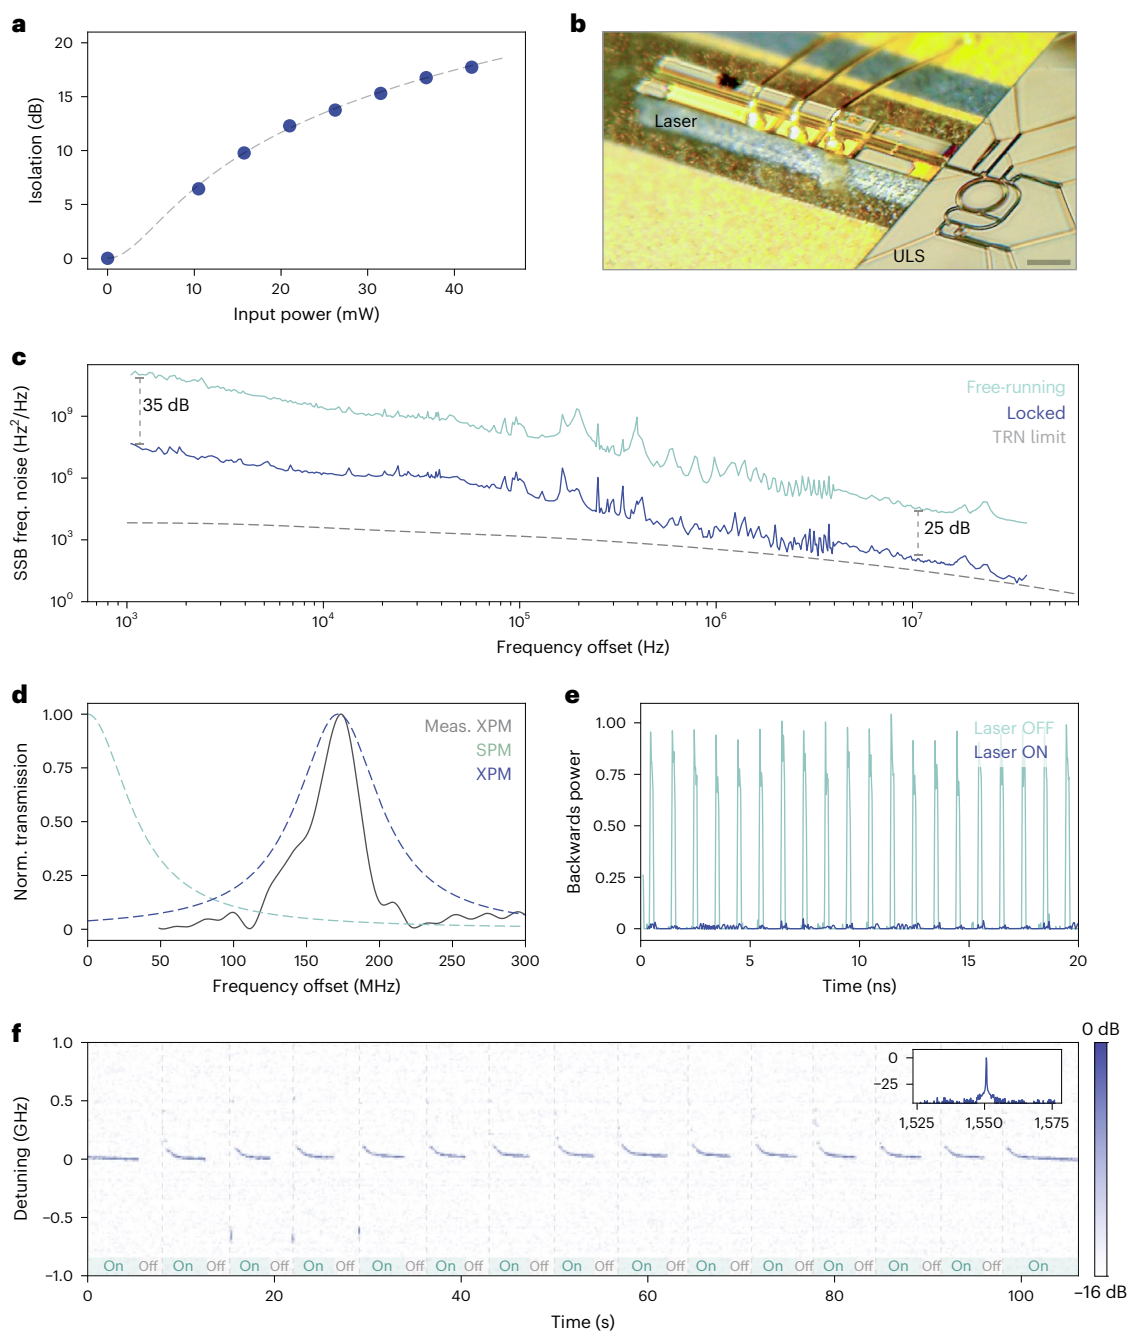 a
20
15
10
5
0
Isolation (dB)
0 10 20 30 40
Input power (mW)
b
Laser
ULS
c
35 dB
25 dB
Free-running
Locked
TRN limit
10⁹
10⁶
10³
10⁰
SSB freq. noise (Hz²/Hz)
10³ 10⁴ 10⁵ 10⁶ 10⁷
Frequency offset (Hz)
d
1.00
0.75
0.50
0.25
0
Norm. transmission
Meas. XPM
SPM
XPM
0 50 100 150 200 250 300
Frequency offset (MHz)
e
1.00
0.75
0.50
0.25
0
Backwards power
Laser OFF
Laser ON
0 5 10 15 20
Time (ns)
f
1.0
0.5
0
−0.5
−1.0
Detuning (GHz)
0
−25
1,525 1,550 1,575
0 dB
−16 dB
On Off On Off On Off On Off On Off On Off On Off On Off On Off On Off On Off On Off On Off On Off On
0 20 40 60 80 100
Time (s)